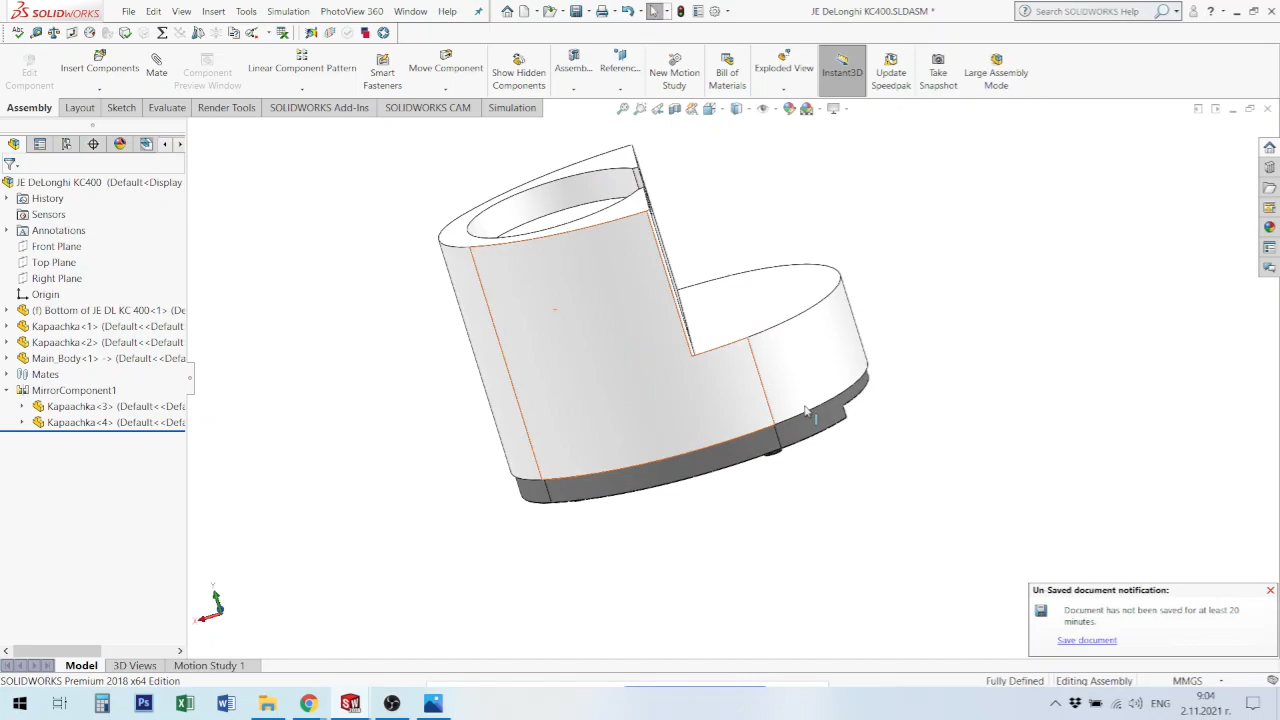 SOLIDWORKS File Edit View Insert Tools Simulation PhotoView 360 Window Help JE DeLonghi KC400.SLDASM * Search SOLIDWORKS Help
Edit Component
Insert Components
Mate
Component Preview Window
Linear Component Pattern
Smart Fasteners
Move Component
Show Hidden Components
Assemb...
Referenc...
New Motion Study
Bill of Materials
Exploded View
Instant3D
Update Speedpak
Take Snapshot
Large Assembly Mode
Assembly Layout Sketch Evaluate Render Tools SOLIDWORKS Add-Ins SOLIDWORKS CAM Simulation
JE DeLonghi KC400 (Default<Display
History
Sensors
Annotations
Front Plane
Top Plane
Right Plane
Origin
(f) Bottom of JE DL KC 400<1> (De
Kapaachka<1> (Default<<Default
Kapaachka<2> (Default<<Default
Main_Body<1> -> (Default<<Defa
Mates
MirrorComponent1
Kapaachka<3> (Default<<Defa
Kapaachka<4> (Default<<Defa
Y
X
Un-Saved document notification:
Document has not been saved for at least 20
minutes.
Save document
Model 3D Views Motion Study 1
SOLIDWORKS Premium 2018 x64 Edition Fully Defined Editing Assembly MMGS
ENG 9:04
2.11.2021 г.